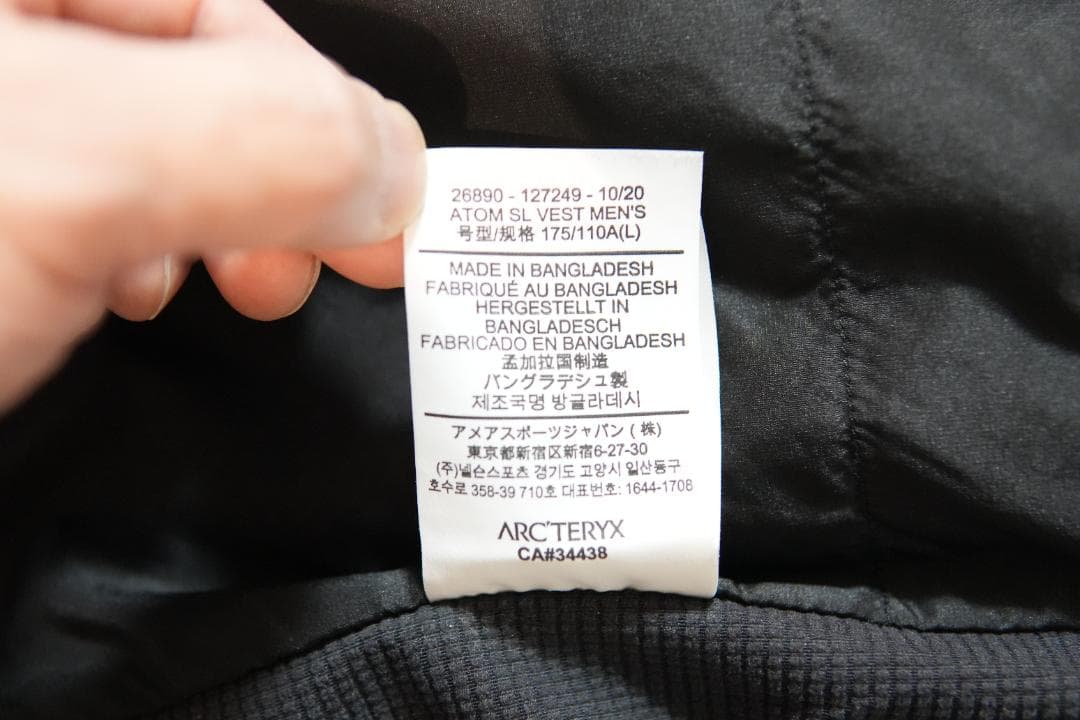 26890 - 127249 - 10/20
ATOM SL VEST MEN'S
号型/规格 175/110A(L)
MADE IN BANGLADESH
FABRIQUÉ AU BANGLADESH
HERGESTELLT IN
BANGLADESCH
FABRICADO EN BANGLADESH
孟加拉国制造
バングラデシュ製
제조국명 방글라데시
アメアスポーツジャパン ( 株)
東京都新宿区新宿6-27-30
(주)넬슨스포츠 경기도 고양시 일산동구
호수로 358-39 710호 대표번호: 1644-1708
ARC'TERYX
CA#34438